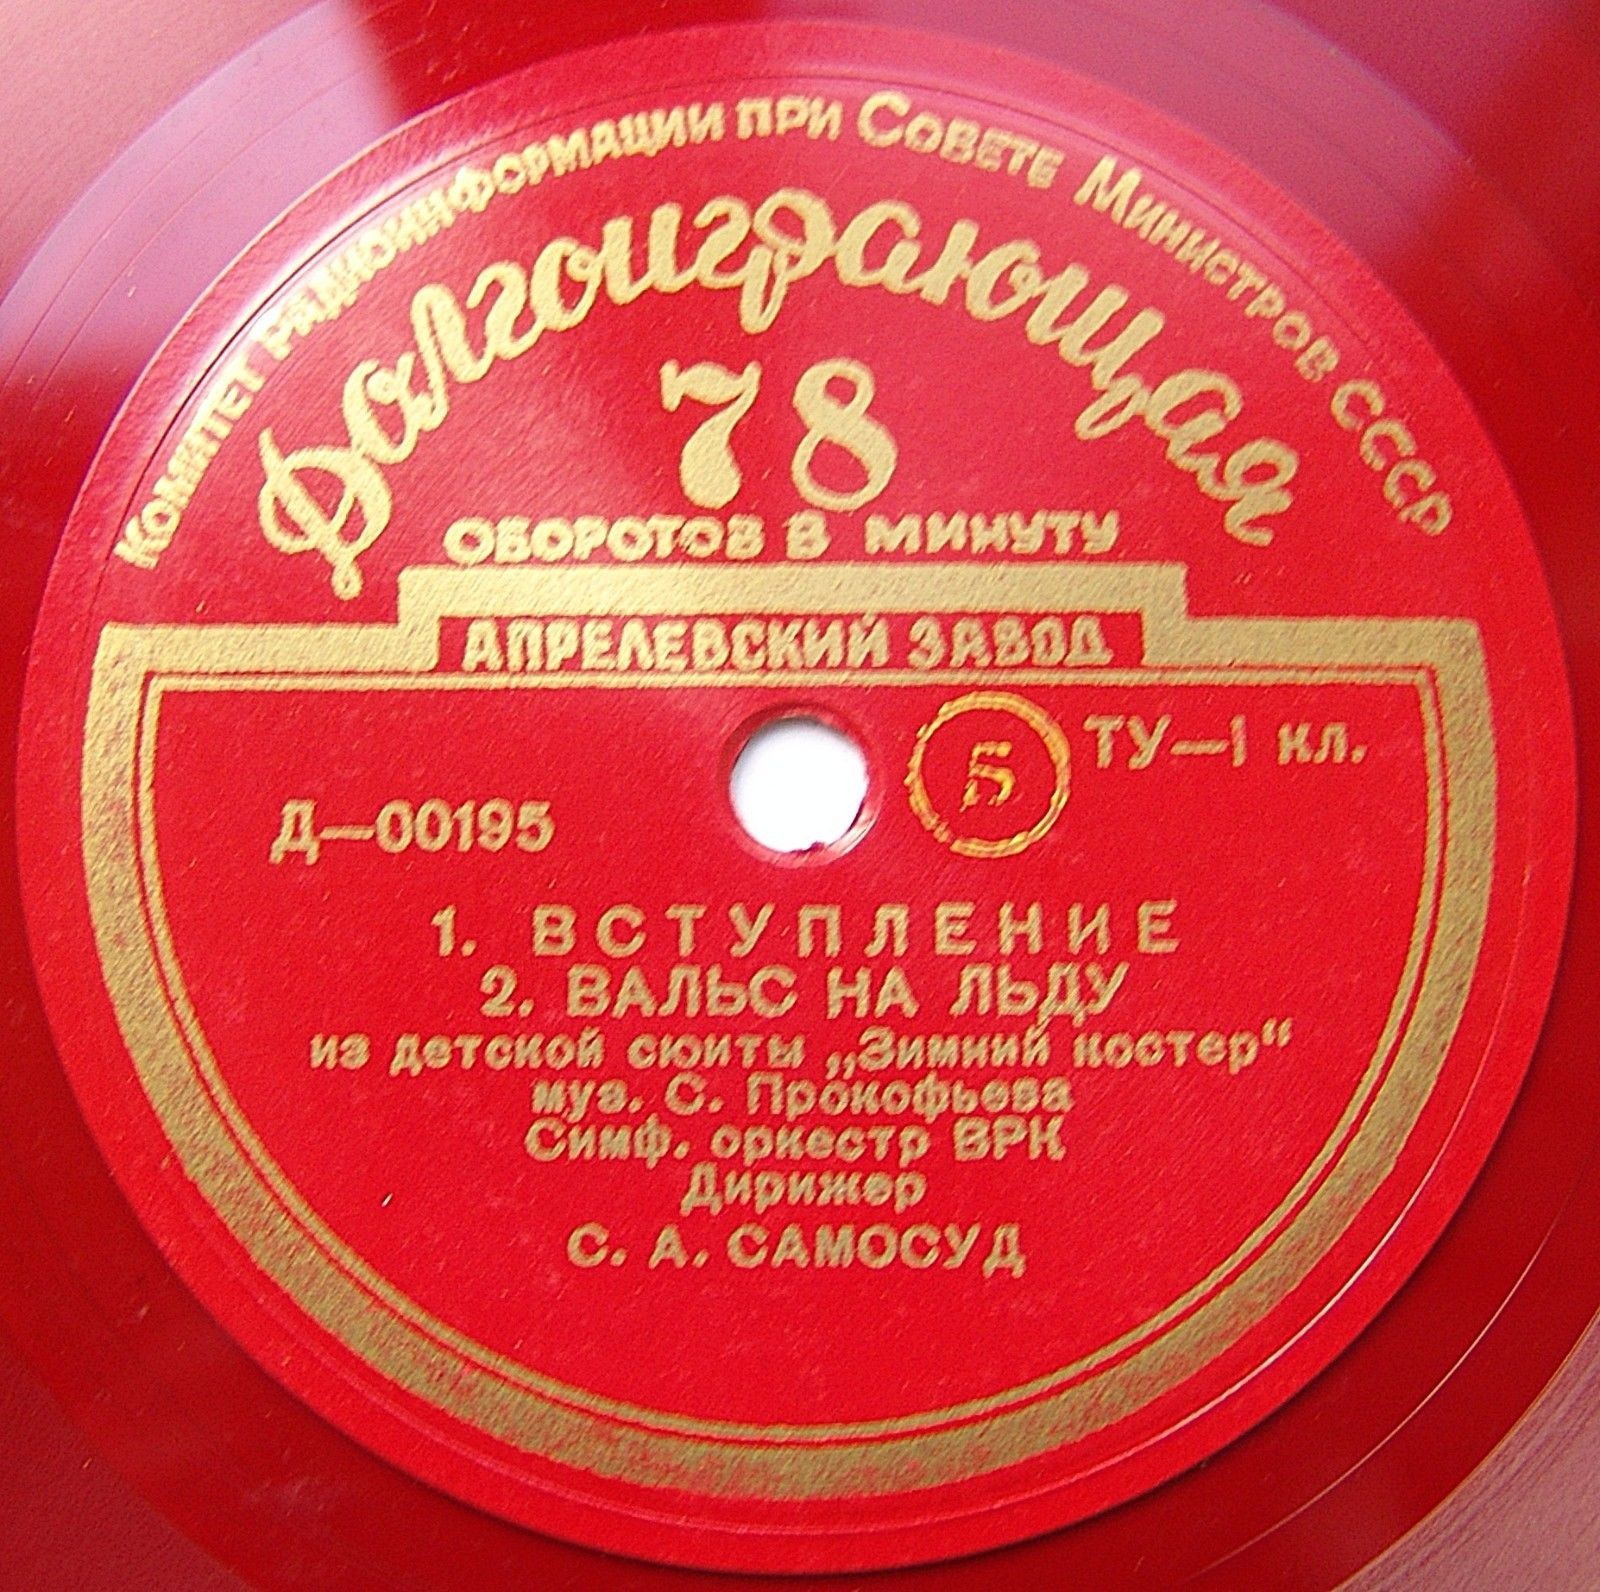 Комитет радиоинформации при Совете Министров СССР
Долгоиграющая
78
ОБОРОТОВ В МИНУТУ
АПРЕЛЕВСКИЙ ЗАВОД
Б ТУ—1 кл.
Д—00195
1. ВСТУПЛЕНИЕ
2. ВАЛЬС НА ЛЬДУ
из детской сюиты „Зимний костер“
муз. С. Прокофьева
Симф. оркестр ВРК
Дирижер
С. А. САМОСУД